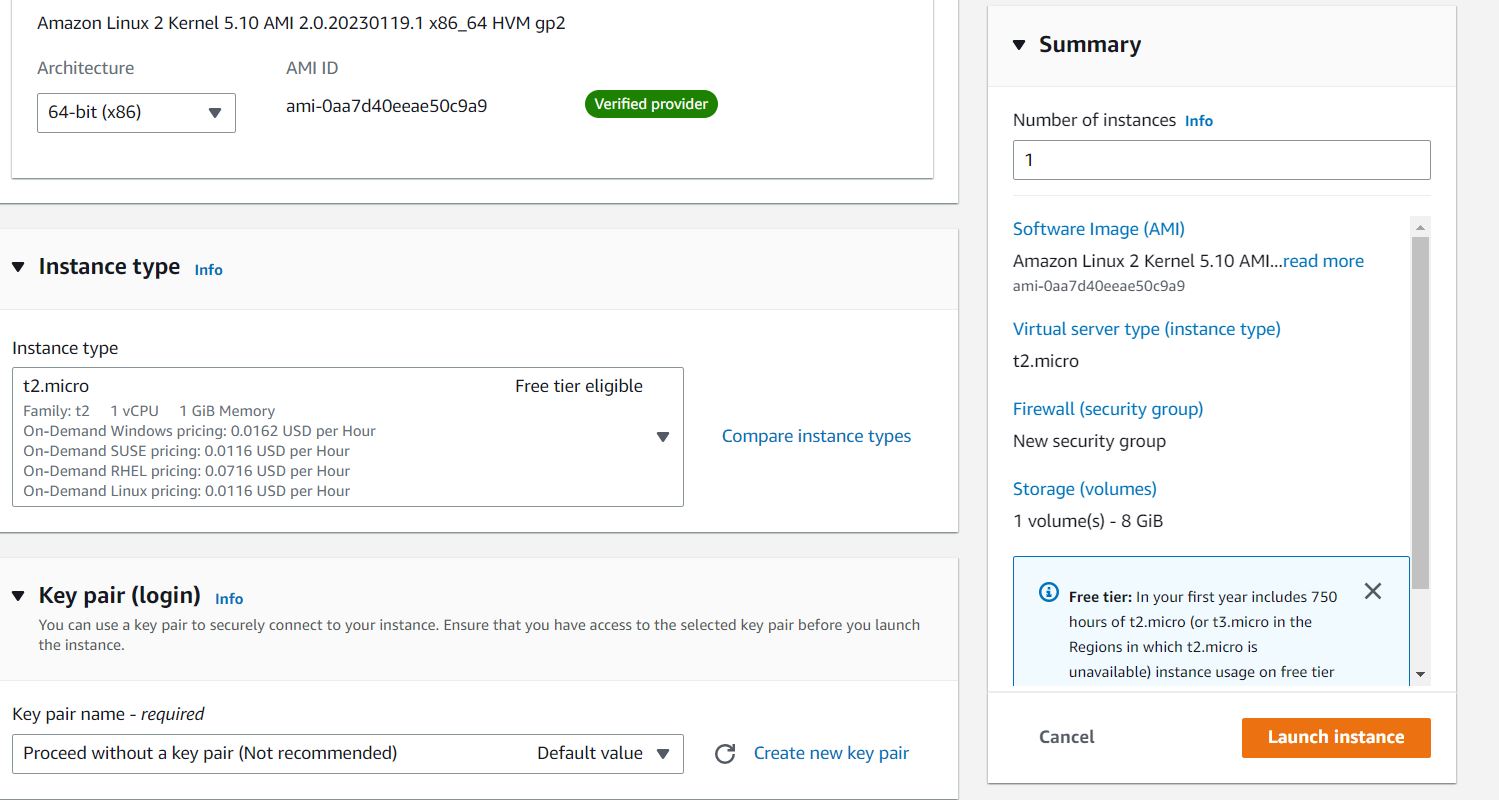 Amazon Linux 2 Kernel 5.10 AMI 2.0.20230119.1 x86_64 HVM gp2
Architecture
AMI ID
64-bit (x86)
ami-0aa7d40eeae50c9a9
Verified provider
Instance type Info
Instance type
t2.micro
Free tier eligible
Family: t2 1 vCPU 1 GiB Memory
On-Demand Windows pricing: 0.0162 USD per Hour
On-Demand SUSE pricing: 0.0116 USD per Hour
On-Demand RHEL pricing: 0.0716 USD per Hour
On-Demand Linux pricing: 0.0116 USD per Hour
Compare instance types
Key pair (login) Info
You can use a key pair to securely connect to your instance. Ensure that you have access to the selected key pair before you launch
the instance.
Key pair name - required
Proceed without a key pair (Not recommended)
Default value
Create new key pair
Summary
Number of instances Info
1
Software Image (AMI)
Amazon Linux 2 Kernel 5.10 AMI...read more
ami-0aa7d40eeae50c9a9
Virtual server type (instance type)
t2.micro
Firewall (security group)
New security group
Storage (volumes)
1 volume(s) - 8 GiB
Free tier: In your first year includes 750
hours of t2.micro (or t3.micro in the
Regions in which t2.micro is
unavailable) instance usage on free tier
Cancel
Launch instance